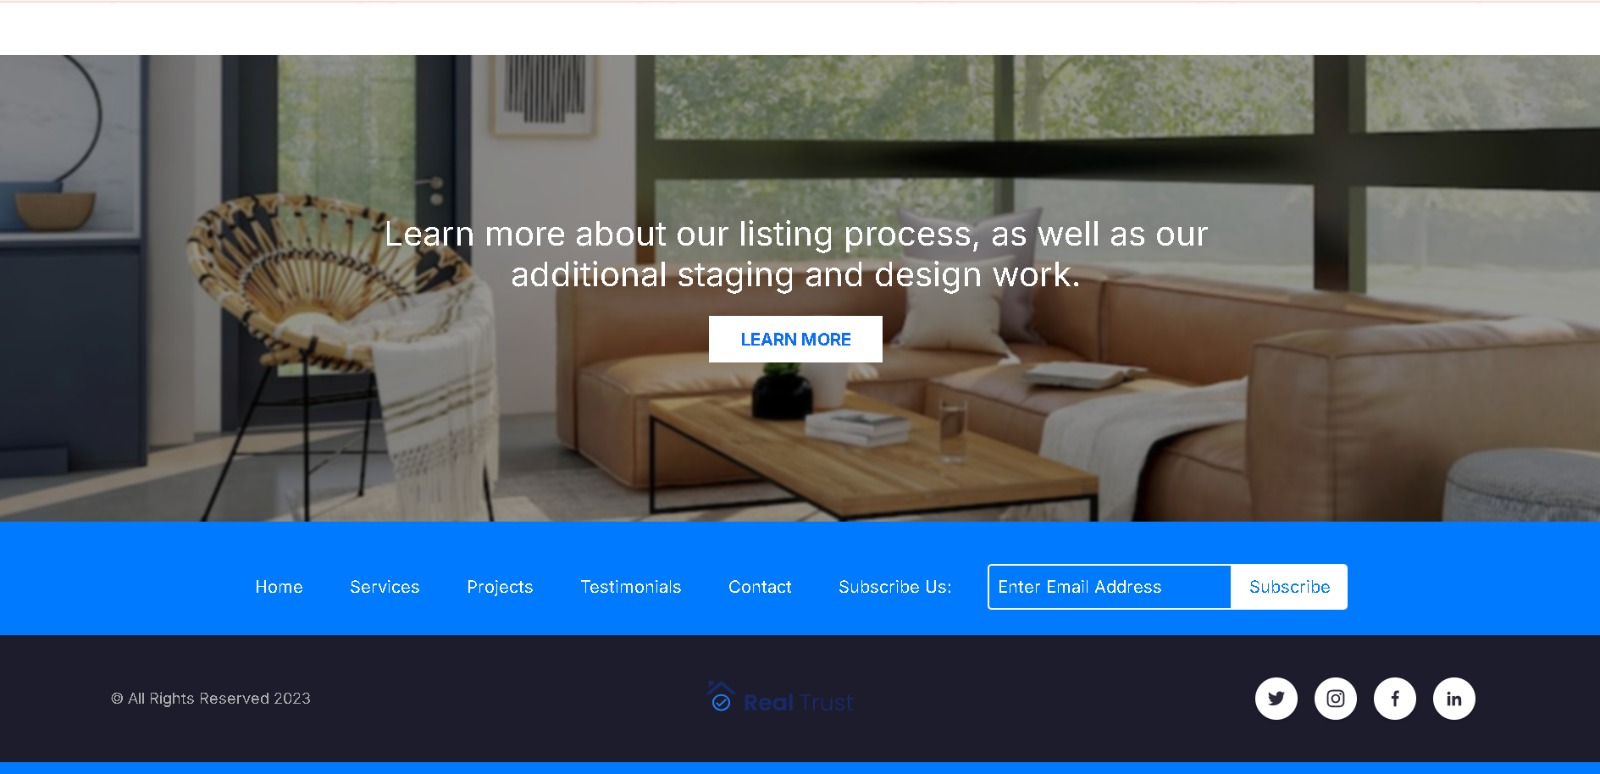 Learn more about our listing process, as well as our
additional staging and design work.
LEARN MORE
Home Services Projects Testimonials Contact Subscribe Us: Enter Email Address Subscribe
© All Rights Reserved 2023 Real Trust